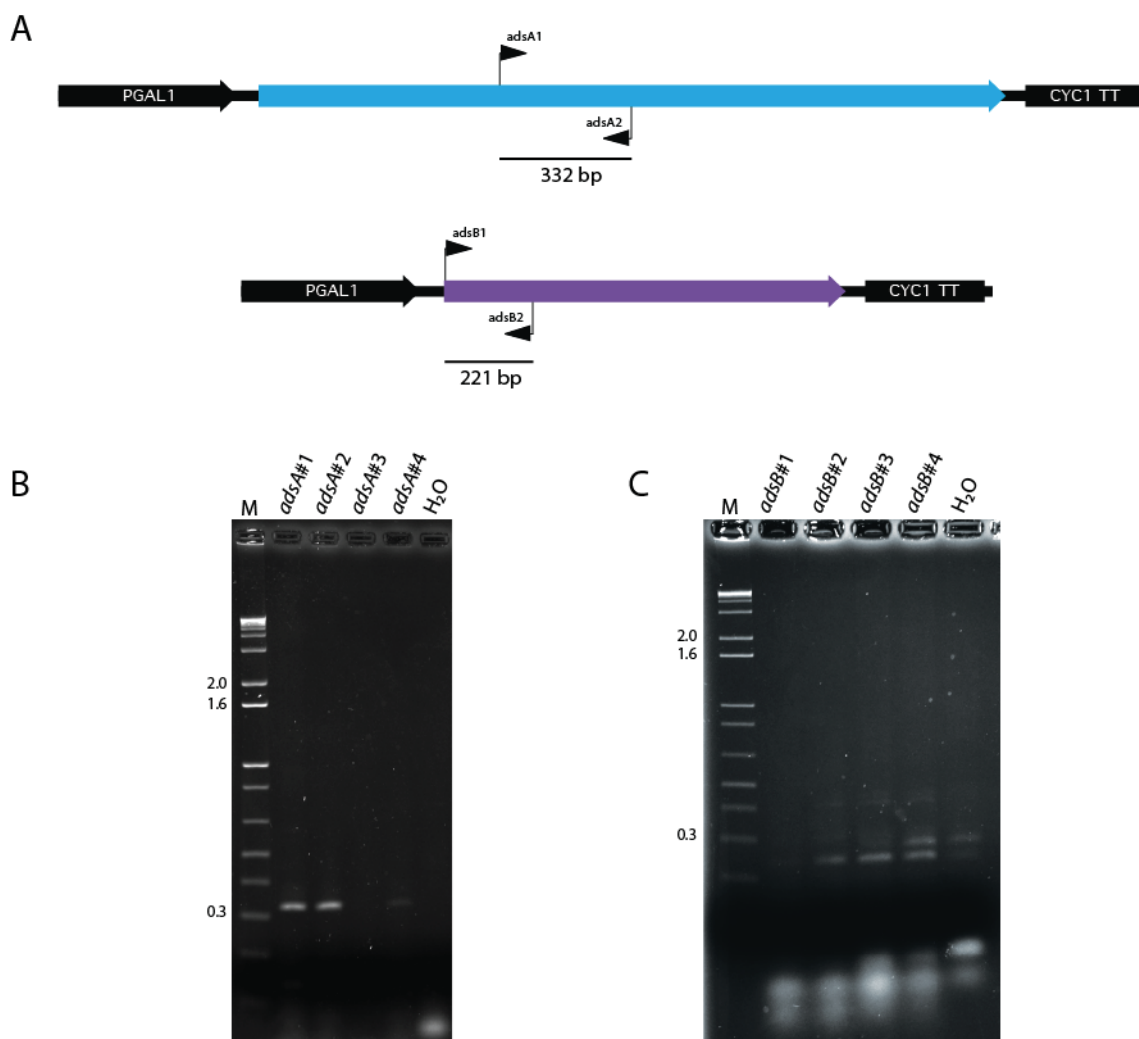 A
adsA1
PGAL1
CYC1 TT
adsA2
332 bp
adsB1
PGAL1
CYC1 TT
adsB2
221 bp
B
M
adsA#1
adsA#2
adsA#3
adsA#4
H₂O
2.0
1.6
0.3
C
M
adsB#1
adsB#2
adsB#3
adsB#4
H₂O
2.0
1.6
0.3